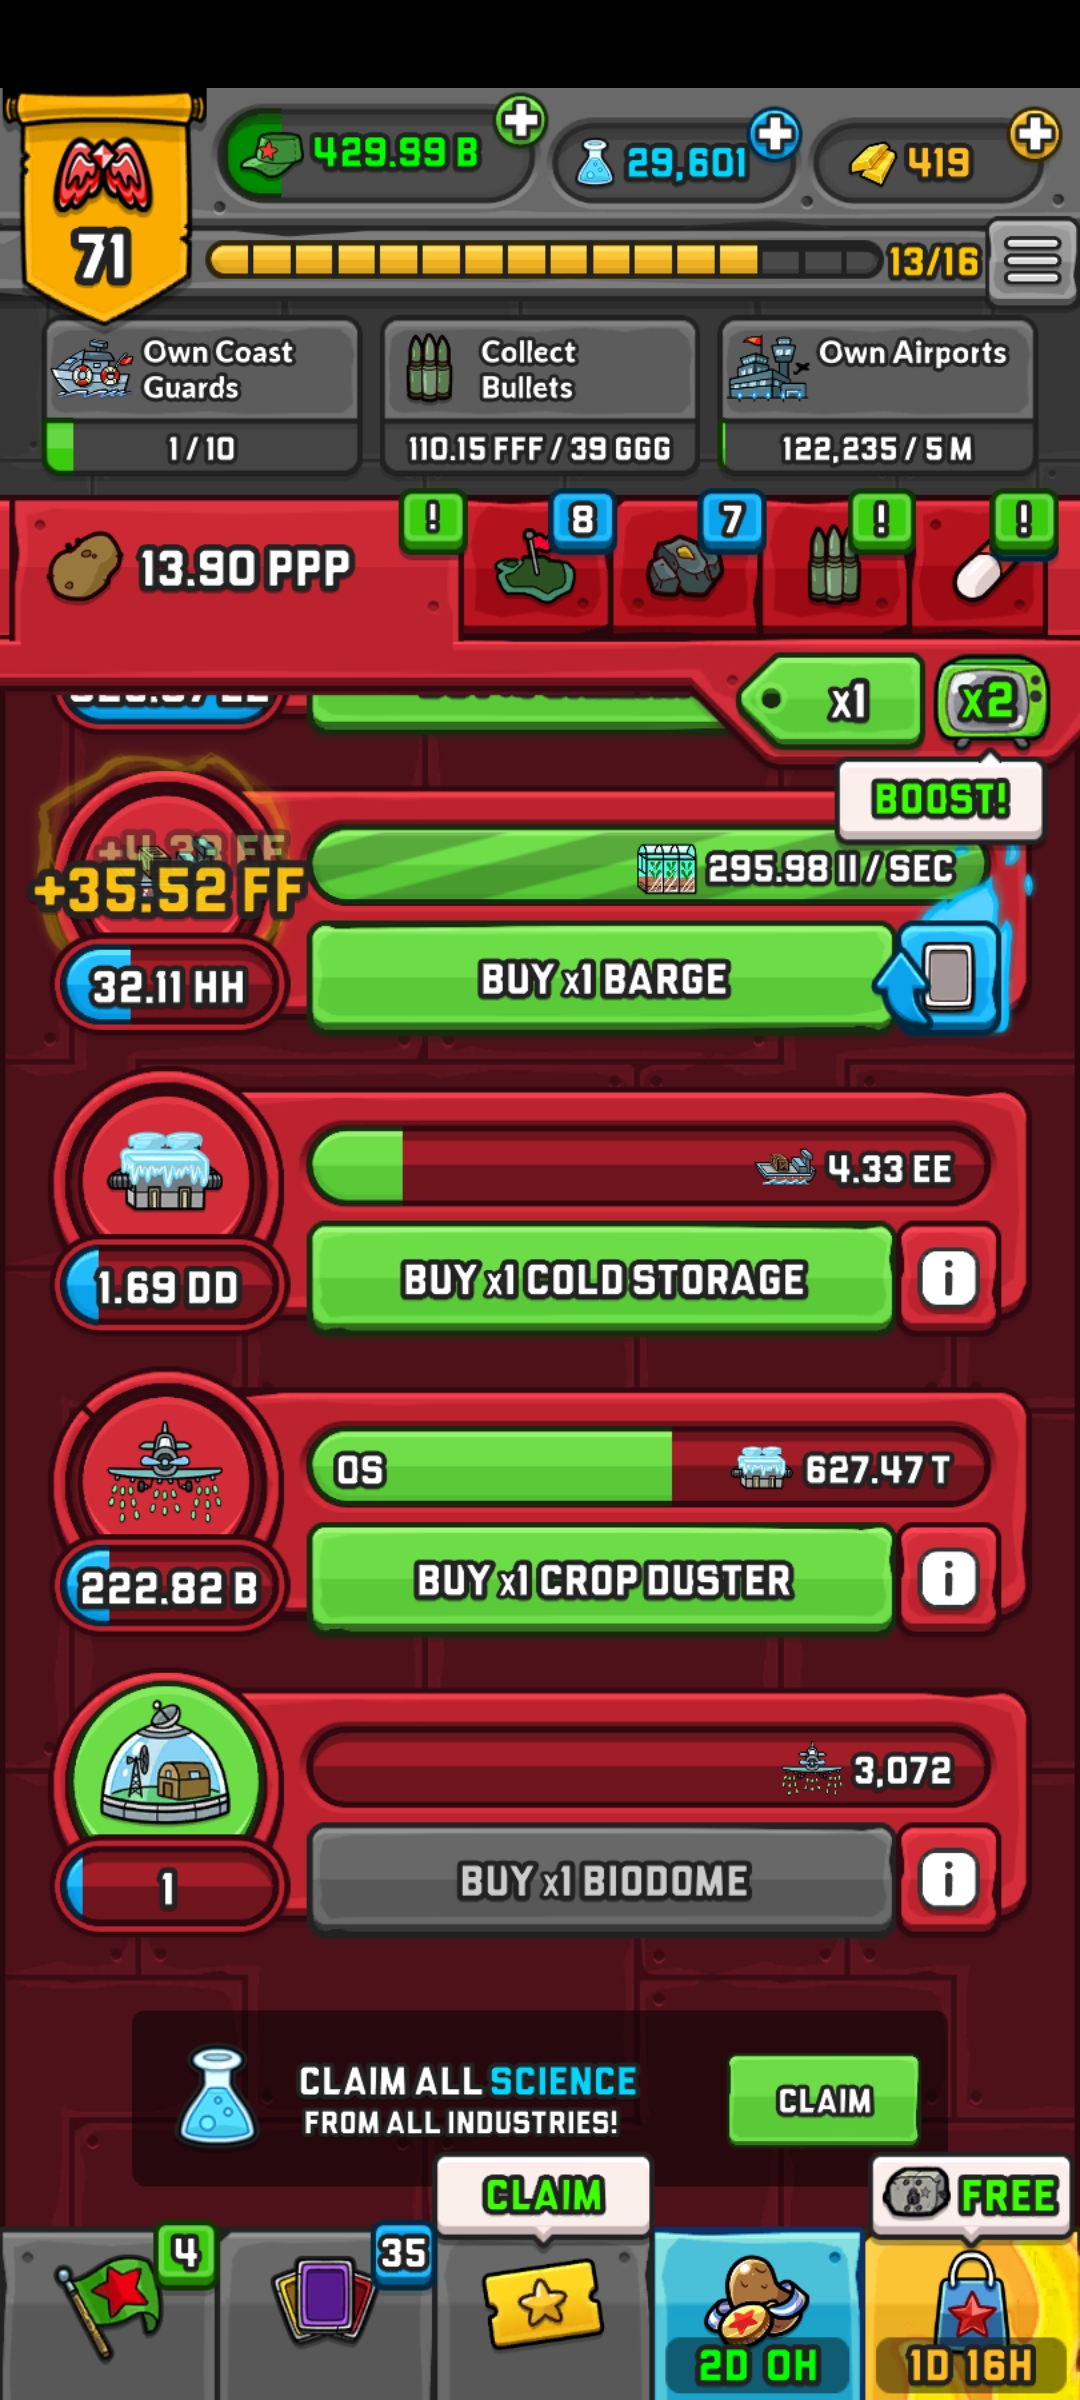 429.99 B
29,601
419
71
13/16
Own Coast
Guards
1 / 10
Collect
Bullets
110.15 FFF / 39 GGG
Own Airports
122,235 / 5 M
13.90 PPP
!
8
7
!
!
x1
x2
BOOST!
+35.52 FF
295.98 II / SEC
32.11 HH
BUY x1 BARGE
4.33 EE
1.69 DD
BUY x1 COLD STORAGE
i
0S
627.47 T
222.82 B
BUY x1 CROP DUSTER
i
3,072
1
BUY x1 BIODOME
i
CLAIM ALL SCIENCE
FROM ALL INDUSTRIES!
CLAIM
CLAIM
FREE
4
35
2D 0H
1D 16H